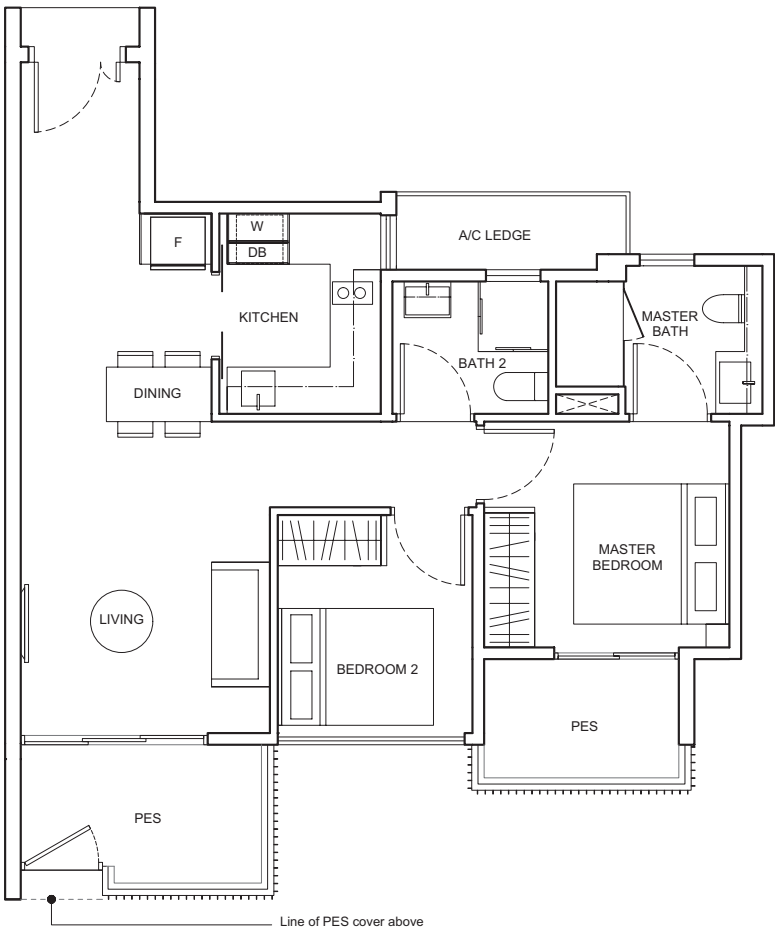 W
F
DB
A/C LEDGE
KITCHEN
MASTER
BATH
BATH 2
DINING
MASTER
BEDROOM
LIVING
BEDROOM 2
PES
PES
Line of PES cover above